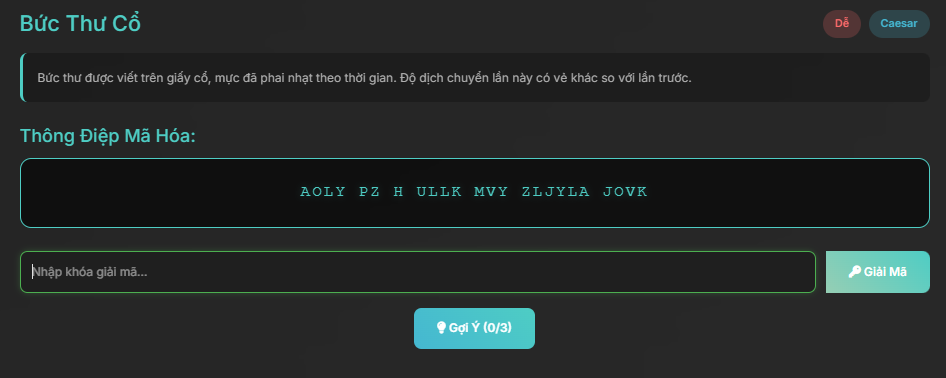 Bức Thư Cổ
Dễ
Caesar
Bức thư được viết trên giấy cổ, mực đã phai nhạt theo thời gian. Độ dịch chuyển lần này có vẻ khác so với lần trước.
Thông Điệp Mã Hóa:
AOLY PZ H ULLK MVY ZLJYLA JOVK
Nhập khóa giải mã...
Giải Mã
Gợi Ý (0/3)